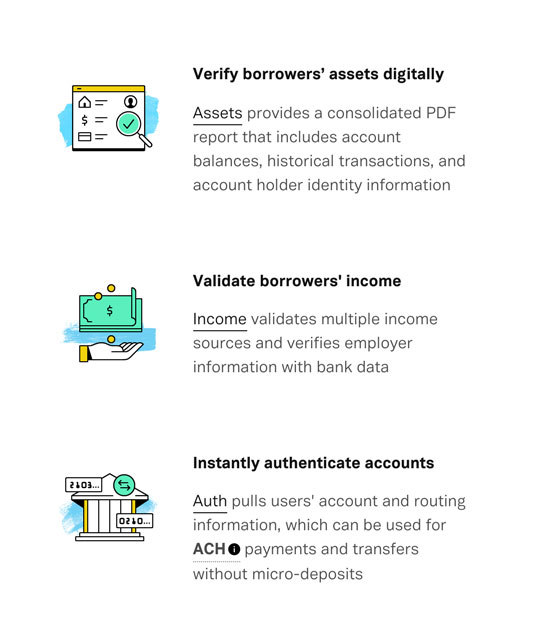 Verify borrowers’ assets digitally
Assets provides a consolidated PDF
report that includes account
balances, historical transactions, and
account holder identity information
$
Validate borrowers' income
$
Income validates multiple income
sources and verifies employer
information with bank data
Instantly authenticate accounts
2103...
0210...
Auth pulls users' account and routing
information, which can be used for
ACH i payments and transfers
without micro-deposits